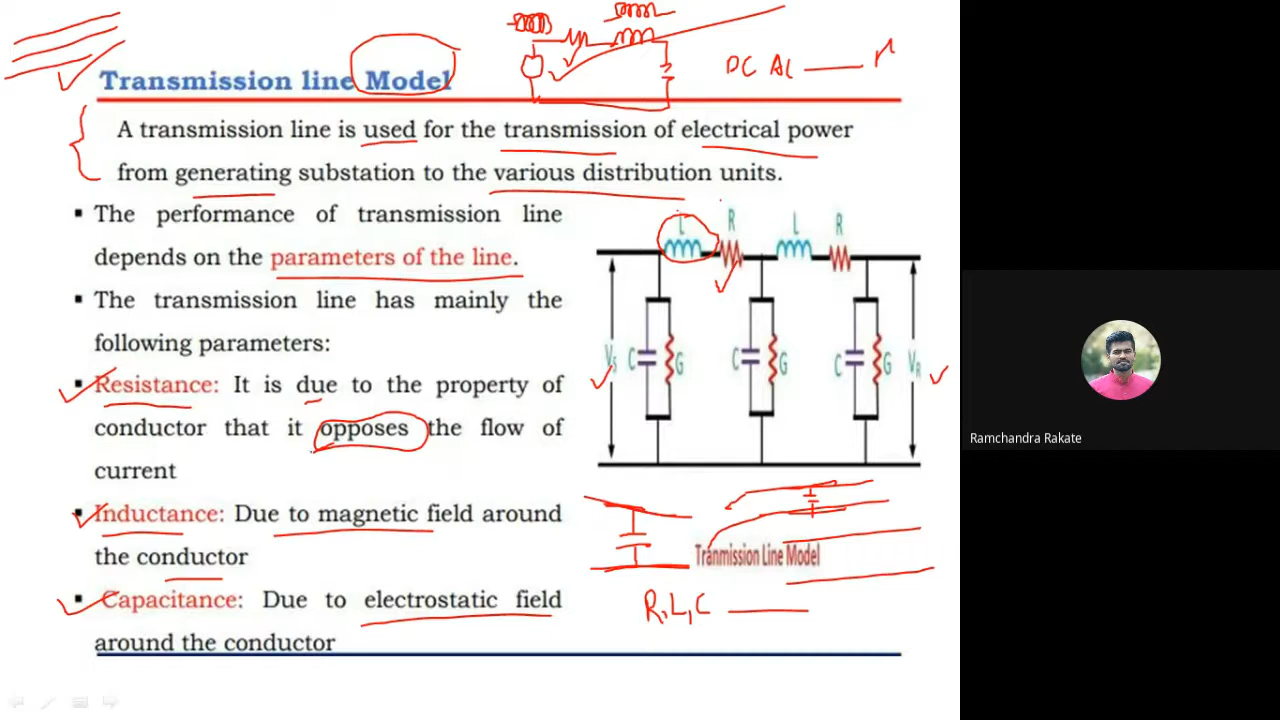 DC AC
Transmission line Model
A transmission line is used for the transmission of electrical power
from generating substation to the various distribution units.
▪ The performance of transmission line
depends on the parameters of the line.
▪ The transmission line has mainly the
following parameters:
▪ Resistance: It is due to the property of
conductor that it opposes the flow of
current
▪ Inductance: Due to magnetic field around
the conductor
▪ Capacitance: Due to electrostatic field
around the conductor
L R L R
VS C G C G C G VR
Tranmission Line Model
R, L, C
Ramchandra Rakate